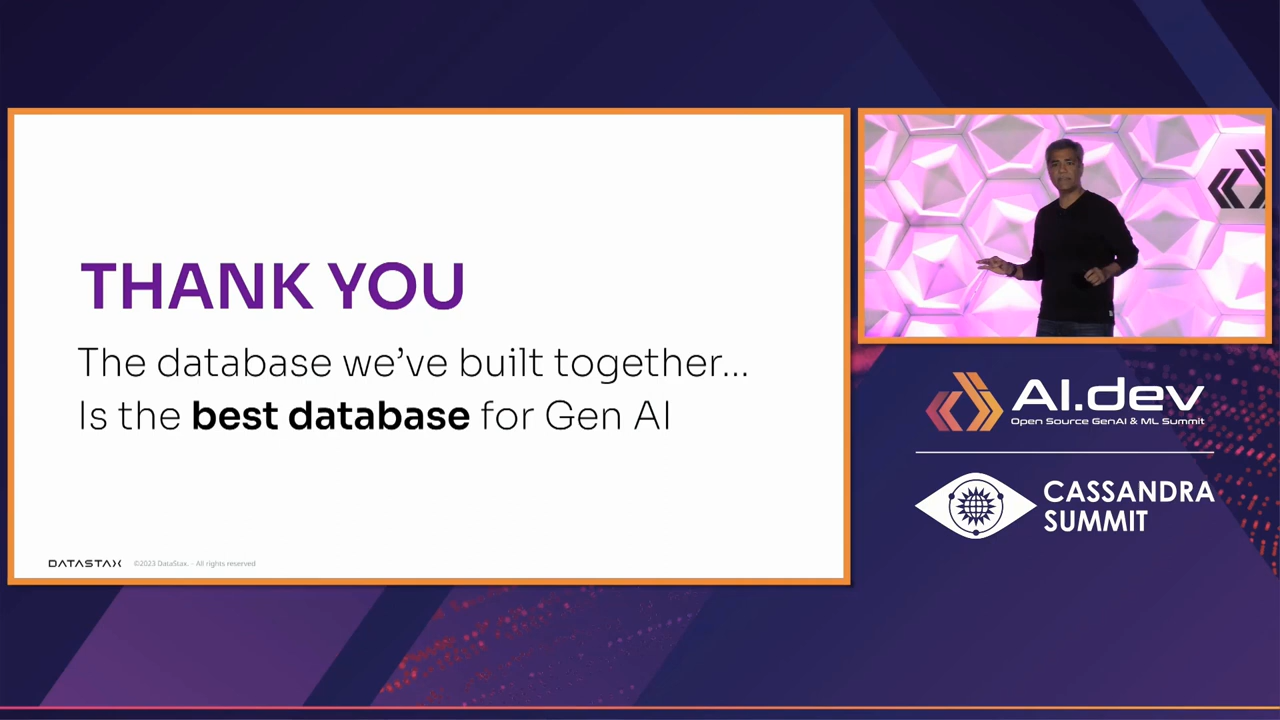 THANK YOU
The database we’ve built together...
Is the best database for Gen AI
DATASTAX ©2023 DataStax. – All rights reserved
AI.dev
Open Source GenAI & ML Summit
CASSANDRA
SUMMIT